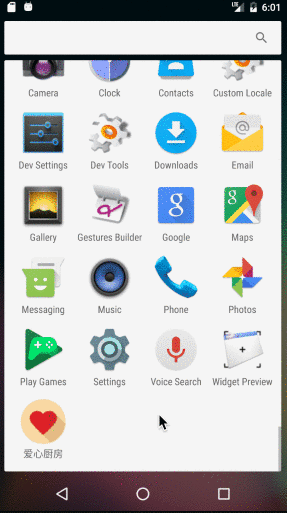 LTE 6:01
Camera Clock Contacts Custom Locale
Dev Settings Dev Tools Downloads Email
Gallery Gestures Builder Google Maps
Messaging Music Phone Photos
Play Games Settings Voice Search Widget Preview
爱心厨房